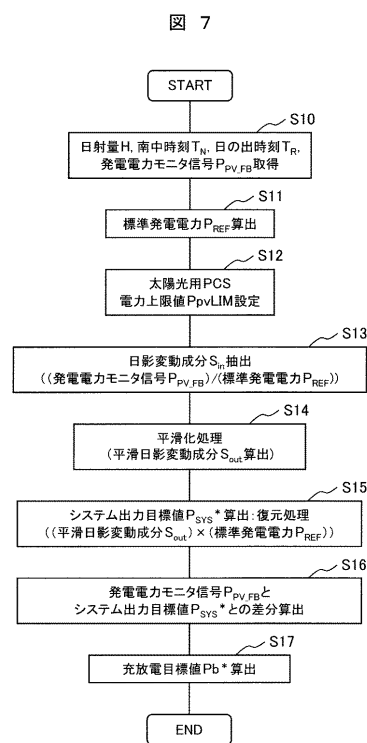 図 7
START
S10
日射量H, 南中時刻T_N, 日の出時刻T_R,
発電電力モニタ信号P_PV_FB取得
S11
標準発電電力P_REF算出
S12
太陽光用PCS
電力上限値PpvLIM設定
S13
日影変動成分S_in抽出
((発電電力モニタ信号P_PV_FB)/(標準発電電力P_REF))
S14
平滑化処理
(平滑日影変動成分S_out算出)
S15
システム出力目標値P_SYS*算出:復元処理
((平滑日影変動成分S_out)×(標準発電電力P_REF))
S16
発電電力モニタ信号P_PV_FBと
システム出力目標値P_SYS*との差分算出
S17
充放電目標値Pb*算出
END